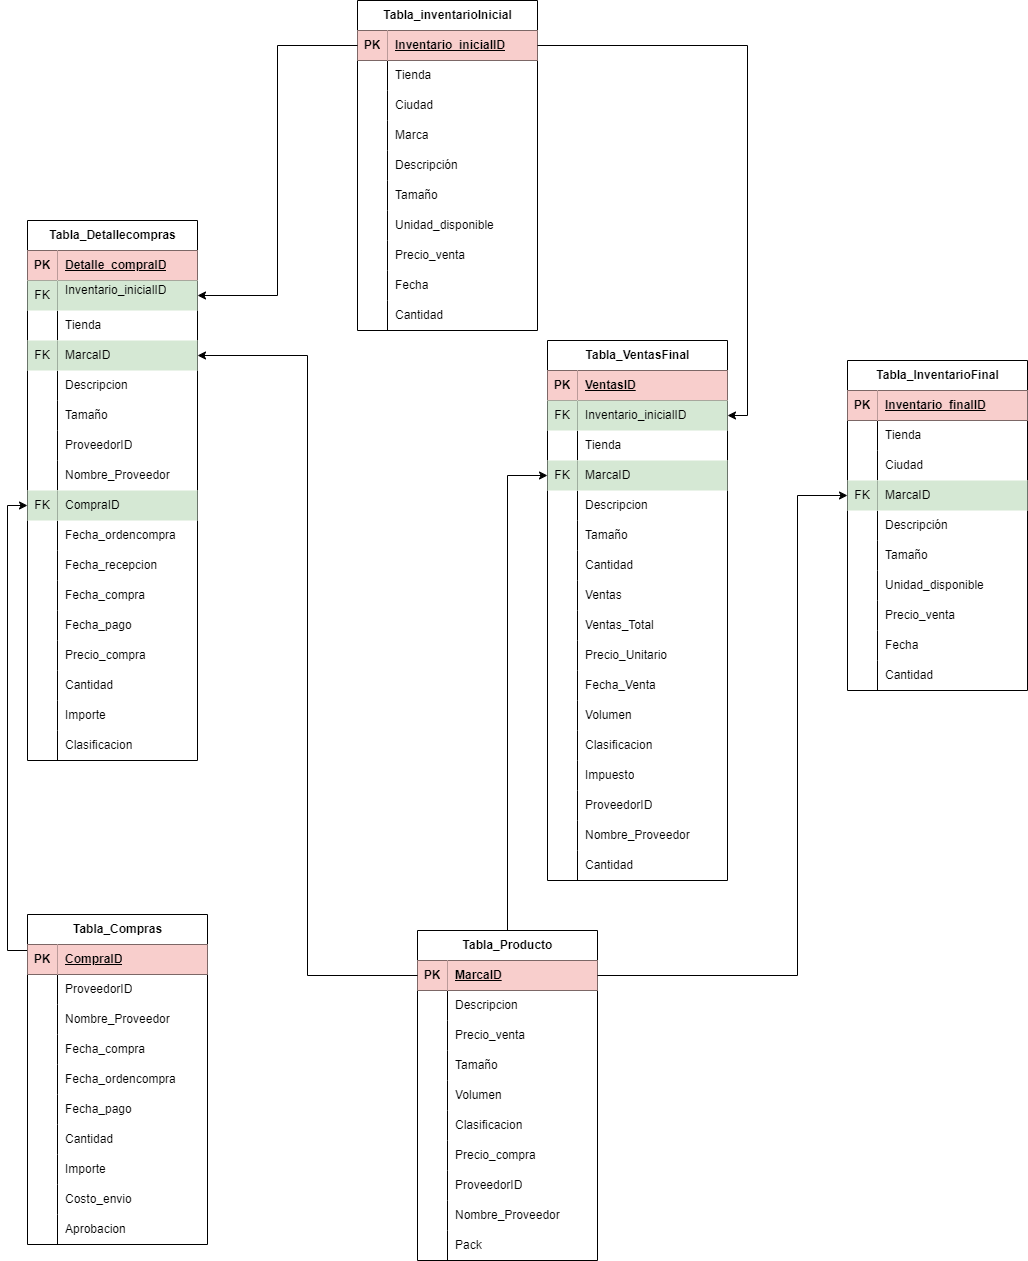 Tabla_inventarioInicial
PK Inventario_inicialID
Tienda
Ciudad
Marca
Descripción
Tamaño
Unidad_disponible
Precio_venta
Fecha
Cantidad
Tabla_Detallecompras
PK Detalle_compraID
FK Inventario_inicialID
Tienda
FK MarcaID
Descripcion
Tamaño
ProveedorID
Nombre_Proveedor
FK CompraID
Fecha_ordencompra
Fecha_recepcion
Fecha_compra
Fecha_pago
Precio_compra
Cantidad
Importe
Clasificacion
Tabla_VentasFinal
PK VentasID
FK Inventario_inicialID
Tienda
FK MarcaID
Descripcion
Tamaño
Cantidad
Ventas
Ventas_Total
Precio_Unitario
Fecha_Venta
Volumen
Clasificacion
Impuesto
ProveedorID
Nombre_Proveedor
Cantidad
Tabla_InventarioFinal
PK Inventario_finalID
Tienda
Ciudad
FK MarcaID
Descripción
Tamaño
Unidad_disponible
Precio_venta
Fecha
Cantidad
Tabla_Compras
PK CompraID
ProveedorID
Nombre_Proveedor
Fecha_compra
Fecha_ordencompra
Fecha_pago
Cantidad
Importe
Costo_envio
Aprobacion
Tabla_Producto
PK MarcaID
Descripcion
Precio_venta
Tamaño
Volumen
Clasificacion
Precio_compra
ProveedorID
Nombre_Proveedor
Pack